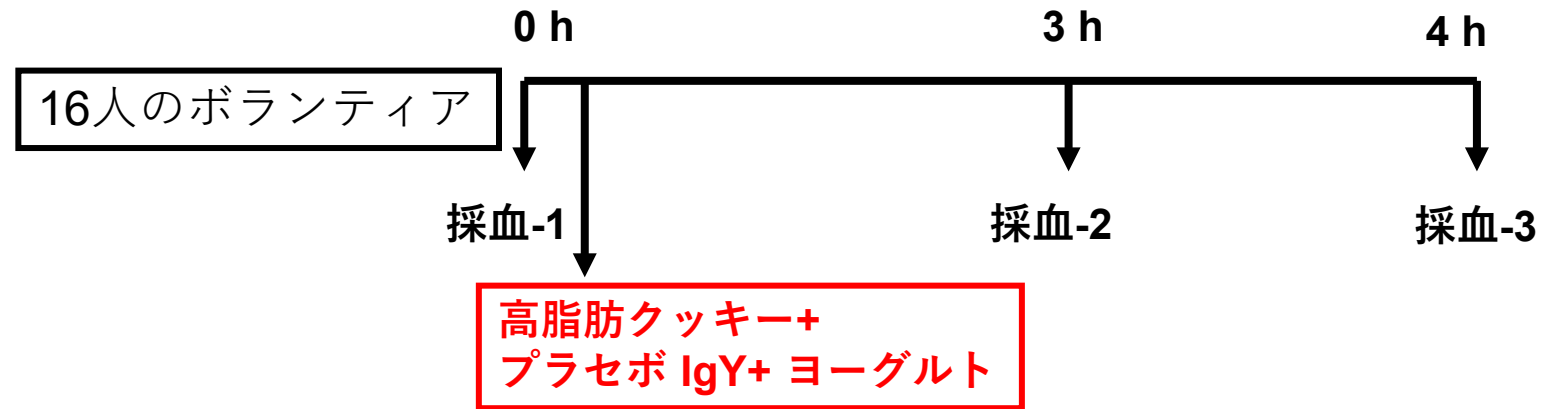 0 h
3 h
4 h
16人のボランティア
採血-1
採血-2
採血-3
高脂肪クッキー+
プラセボ IgY+ ヨーグルト